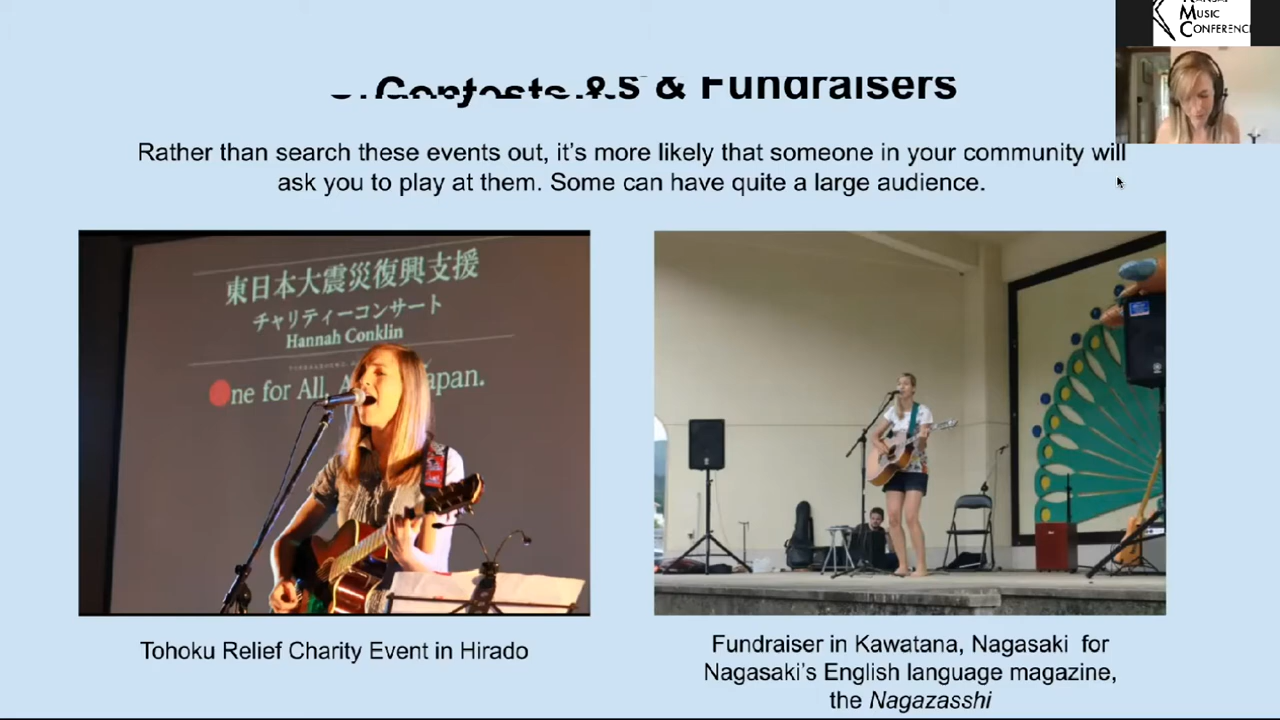 MUSIC
CONFERENC
& Fundraisers
Rather than search these events out, it's more likely that someone in your community will
ask you to play at them. Some can have quite a large audience.
東日本大震災復興支援
チャリティーコンサート
Hannah Conklin
ne for All, A apan.
Tohoku Relief Charity Event in Hirado
Fundraiser in Kawatana, Nagasaki for
Nagasaki's English language magazine,
the Nagazasshi